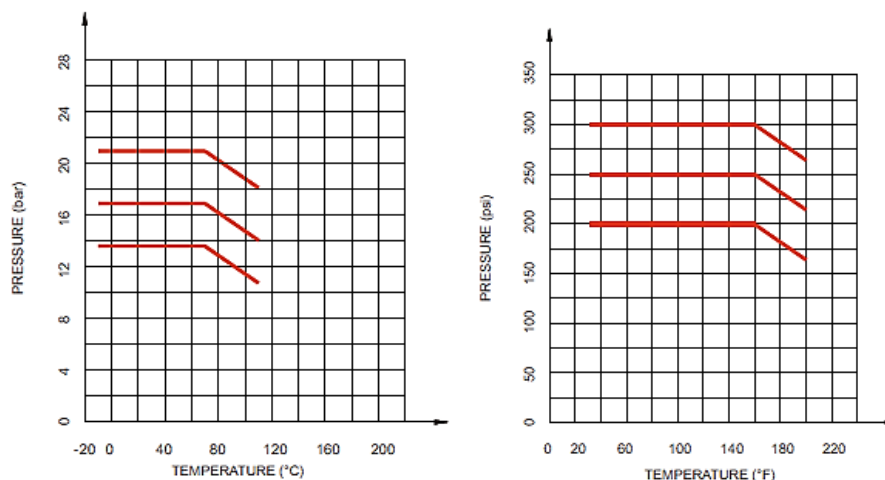 28
24
20
16
12
8
4
0
PRESSURE (bar)
-20 0 40 80 120 160 200
TEMPERATURE (°C)
350
300
250
200
150
100
50
0
PRESSURE (psi)
0 20 60 100 140 180 220
TEMPERATURE (°F)